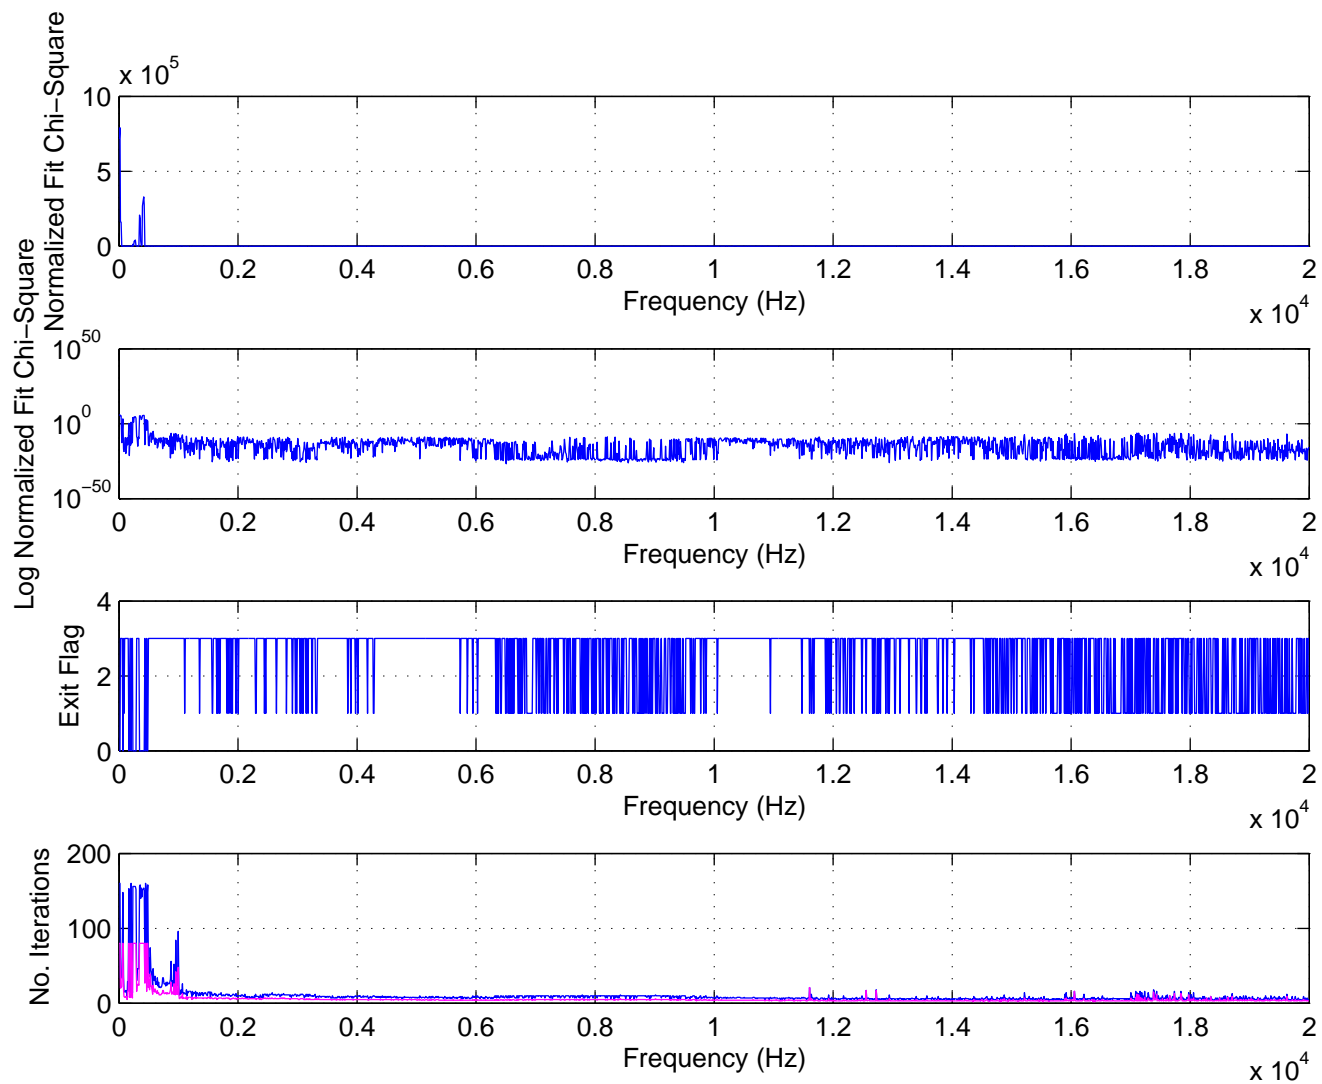 x 10^5
Normalized Fit Chi−Square
10
5
0
0 0.2 0.4 0.6 0.8 1 1.2 1.4 1.6 1.8 2
Frequency (Hz)
x 10^4
Log Normalized Fit Chi−Square
10^50
10^0
10^−50
0 0.2 0.4 0.6 0.8 1 1.2 1.4 1.6 1.8 2
Frequency (Hz)
x 10^4
Exit Flag
4
2
0
0 0.2 0.4 0.6 0.8 1 1.2 1.4 1.6 1.8 2
Frequency (Hz)
x 10^4
No. Iterations
200
100
0
0 0.2 0.4 0.6 0.8 1 1.2 1.4 1.6 1.8 2
Frequency (Hz)
x 10^4